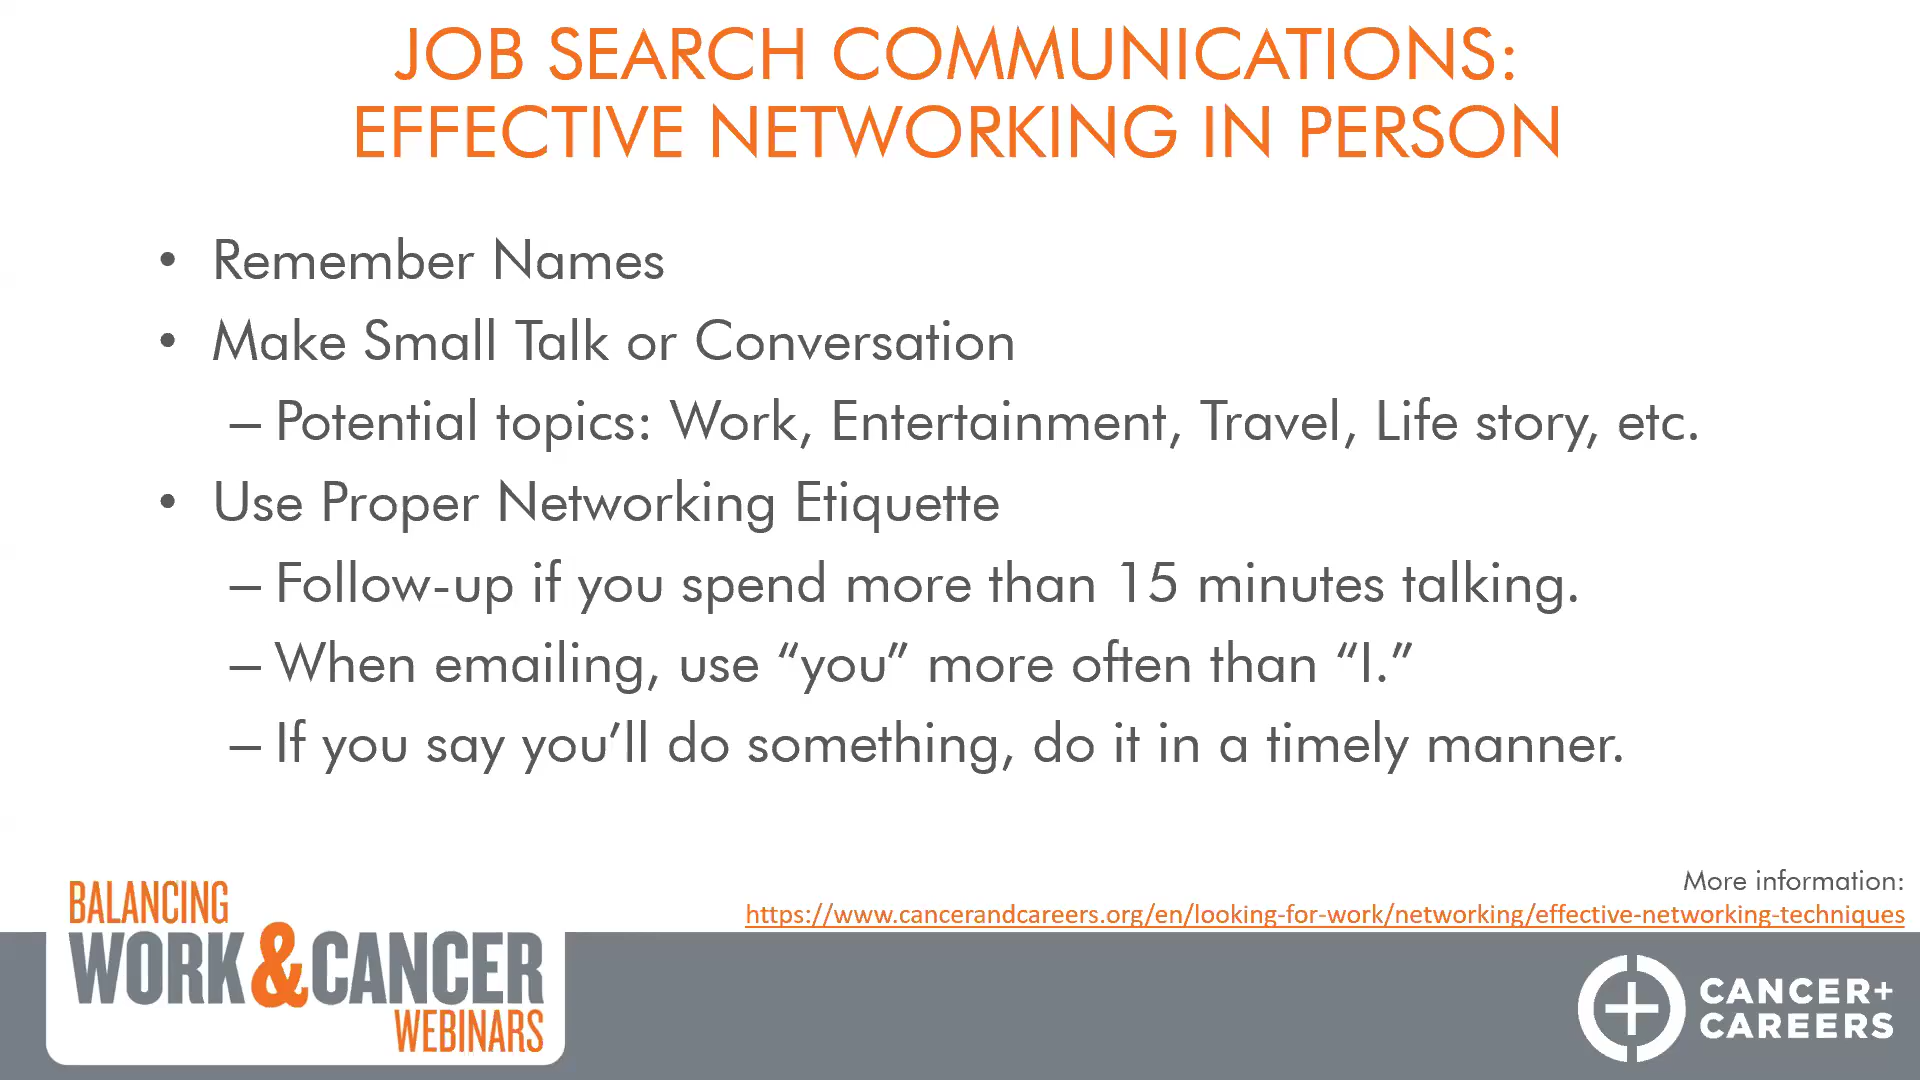 JOB SEARCH COMMUNICATIONS:
EFFECTIVE NETWORKING IN PERSON
• Remember Names
• Make Small Talk or Conversation
– Potential topics: Work, Entertainment, Travel, Life story, etc.
• Use Proper Networking Etiquette
– Follow-up if you spend more than 15 minutes talking.
– When emailing, use “you” more often than “I.”
– If you say you’ll do something, do it in a timely manner.
More information:
https://www.cancerandcareers.org/en/looking-for-work/networking/effective-networking-techniques
BALANCING
WORK&CANCER
WEBINARS
CANCER+
CAREERS